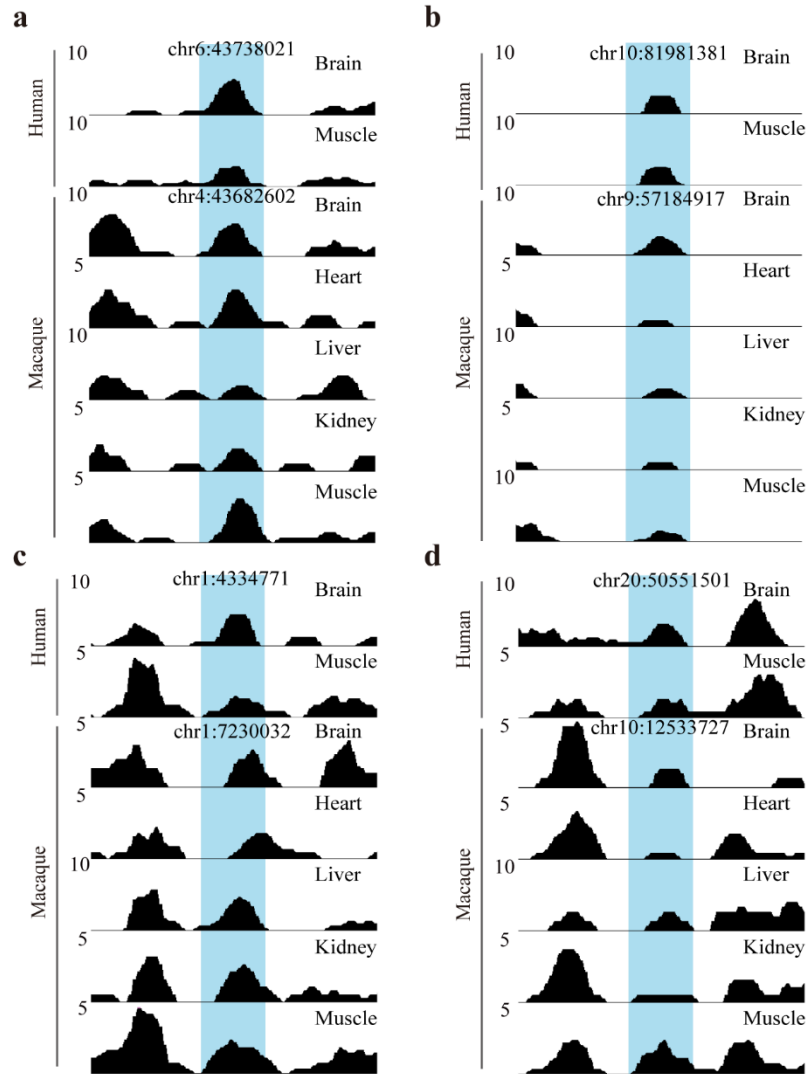 a
10
chr6:43738021
Brain
Human
10
Muscle
10
chr4:43682602
Brain
5
Heart
10
Macaque
Liver
5
Kidney
5
Muscle
b
10
chr10:81981381
Brain
Human
10
Muscle
10
chr9:57184917
Brain
5
Heart
10
Macaque
Liver
5
Kidney
10
Muscle
c
10
chr1:4334771
Brain
Human
5
Muscle
5
chr1:7230032
Brain
5
Heart
10
Macaque
Liver
5
Kidney
5
Muscle
d
10
chr20:50551501
Brain
Human
5
Muscle
5
chr10:12533727
Brain
5
Heart
10
Macaque
Liver
5
Kidney
5
Muscle